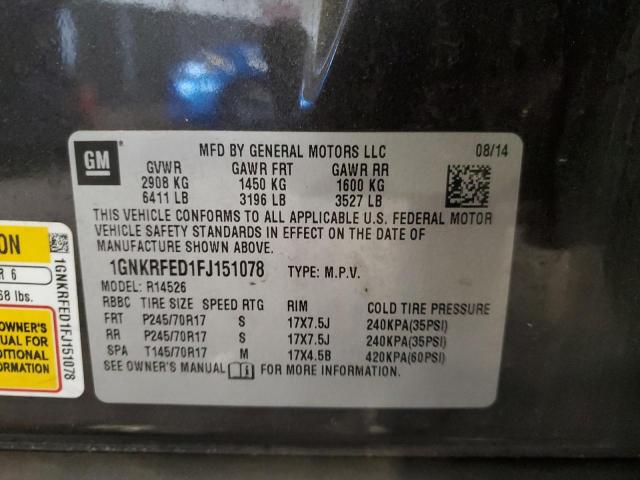 GM
MFD BY GENERAL MOTORS LLC 08/14
GVWR GAWR FRT GAWR RR
2908 KG 1450 KG 1600 KG
6411 LB 3196 LB 3527 LB
THIS VEHICLE CONFORMS TO ALL APPLICABLE U.S. FEDERAL MOTOR
VEHICLE SAFETY STANDARDS IN EFFECT ON THE DATE OF
MANUFACTURE SHOWN ABOVE.
1GNKRFED1FJ151078 TYPE: M.P.V.
MODEL: R14526
RBBC TIRE SIZE SPEED RTG RIM COLD TIRE PRESSURE
FRT P245/70R17 S 17X7.5J 240KPA(35PSI)
RR P245/70R17 S 17X7.5J 240KPA(35PSI)
SPA T145/70R17 M 17X4.5B 420KPA(60PSI)
SEE OWNER'S MANUAL FOR MORE INFORMATION.
ON
R 6
68 lbs.
OWNER'S
UAL FOR
DITIONAL
ORMATION
1GNKRFED1FJ151078